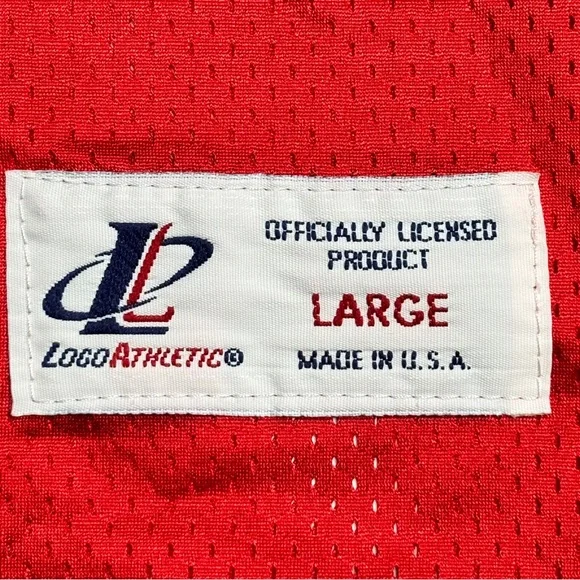 OFFICIALLY LICENSED
PRODUCT
LARGE
MADE IN U.S.A.
LOGOATHLETIC®